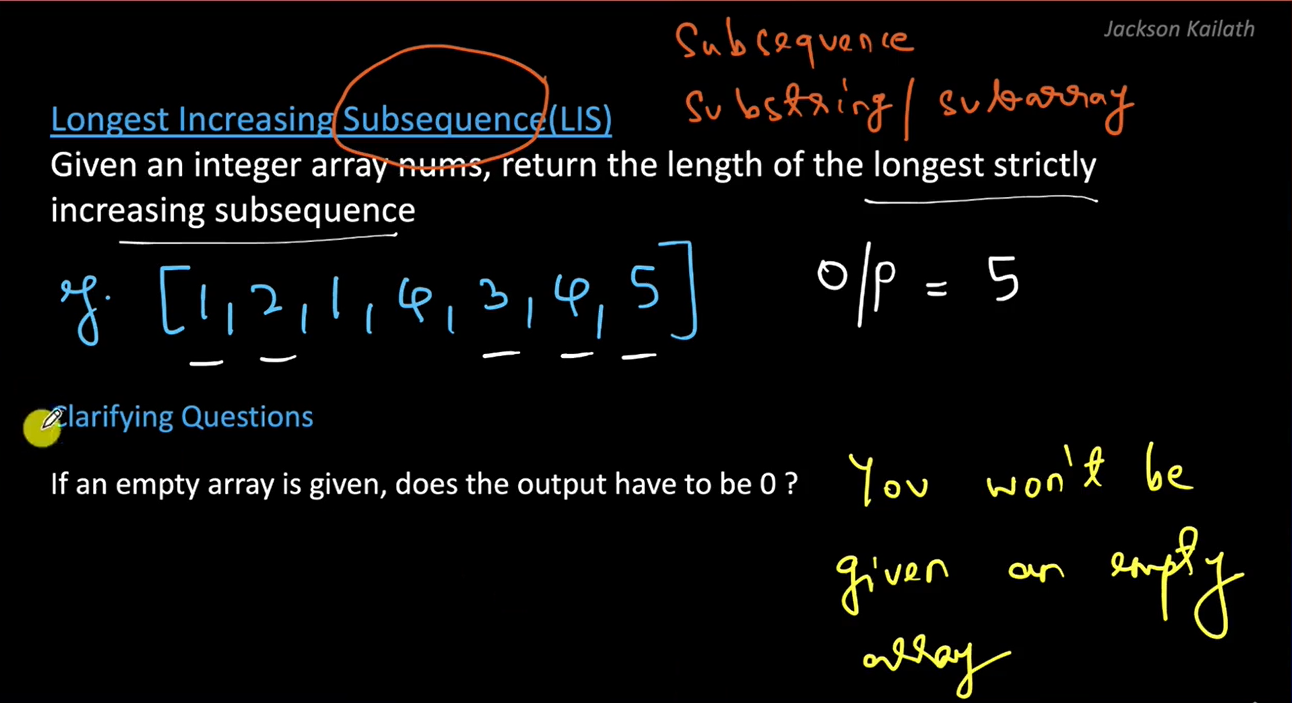 Jackson Kailath
Subsequence
Substring / subarray
Longest Increasing Subsequence(LIS)
Given an integer array nums, return the length of the longest strictly
increasing subsequence
eg. [1, 2, 1, 4, 3, 4, 5]
O/P = 5
Clarifying Questions
If an empty array is given, does the output have to be 0 ?
You won't be
given an empty
array